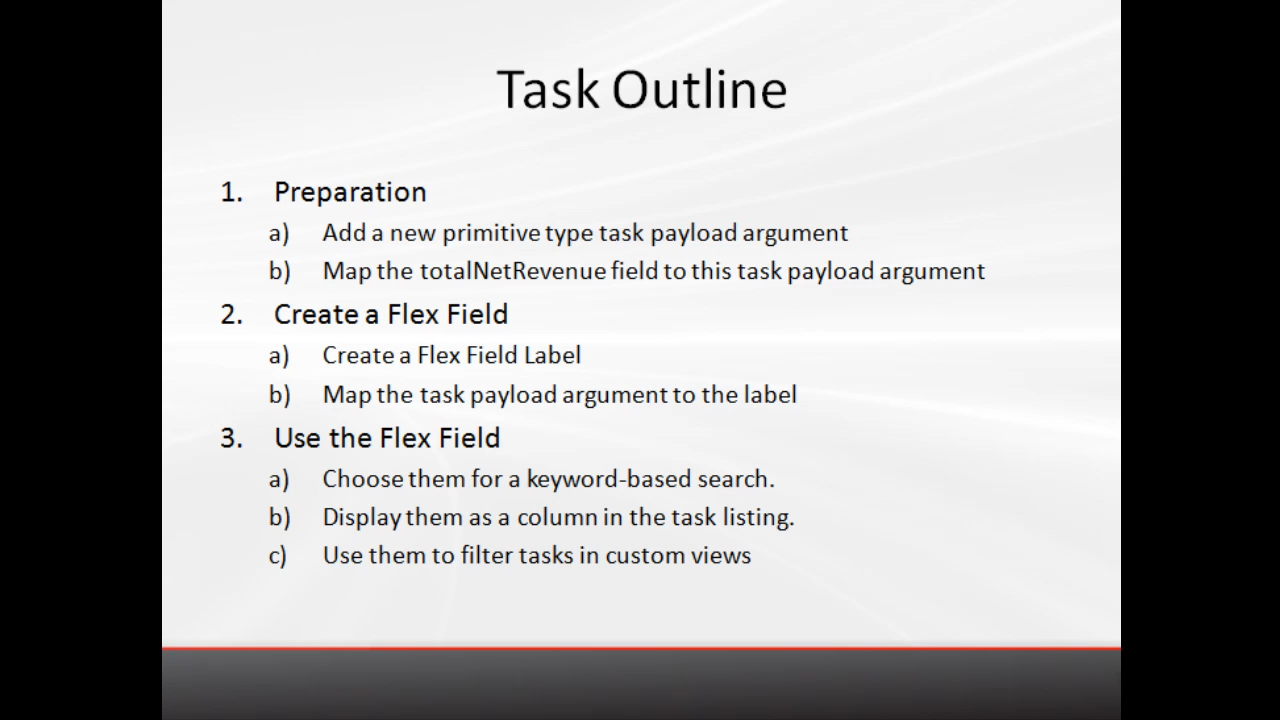 Task Outline
1. Preparation
a) Add a new primitive type task payload argument
b) Map the totalNetRevenue field to this task payload argument
2. Create a Flex Field
a) Create a Flex Field Label
b) Map the task payload argument to the label
3. Use the Flex Field
a) Choose them for a keyword-based search.
b) Display them as a column in the task listing.
c) Use them to filter tasks in custom views